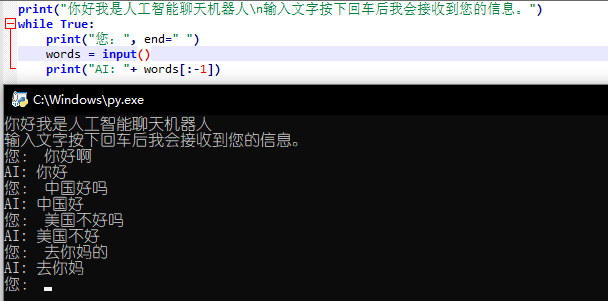 print("你好我是人工智能聊天机器人\n输入文字按下回车后我会接收到您的信息。")
while True:
    print("您: ", end=" ")
    words = input()
    print("AI: "+ words[:-1])
C:\Windows\py.exe
你好我是人工智能聊天机器人
输入文字按下回车后我会接收到您的信息。
您:  你好啊
AI: 你好
您:  中国好吗
AI: 中国好
您:  美国不好吗
AI: 美国不好
您:  去你妈的
AI: 去你妈
您: